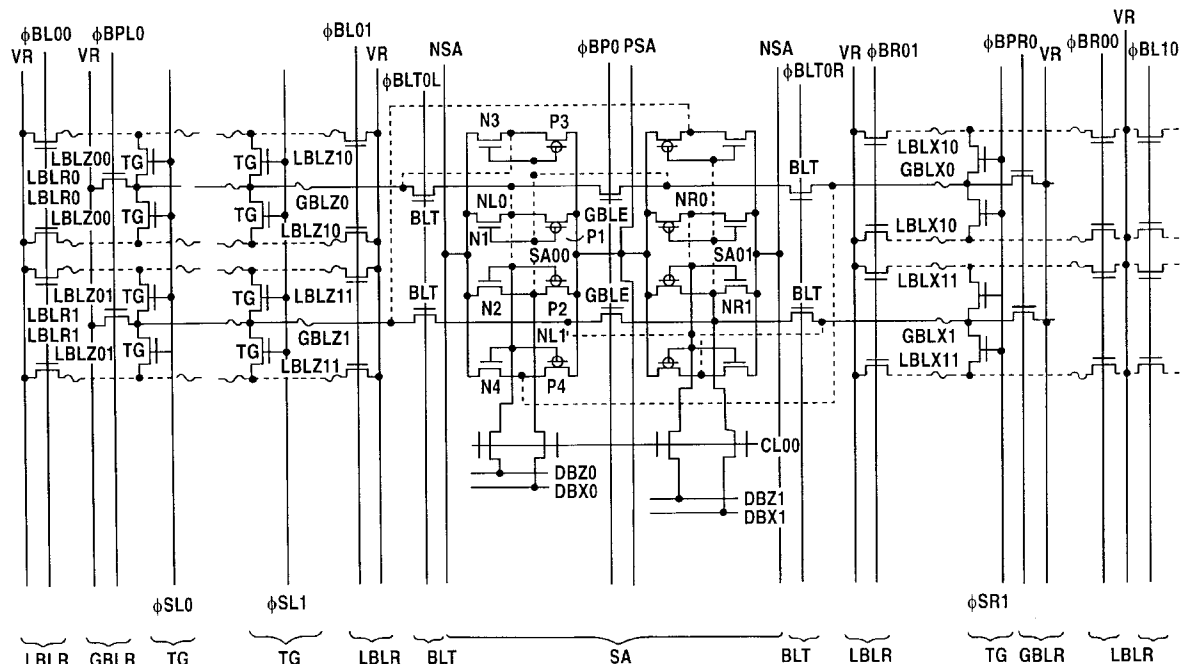 VR
φBL00 φBPL0 φBL01 φBP0 PSA φBR01 φBPR0 φBR00 φBL10
VR VR VR NSA NSA VR VR
φBLT0L φBLT0R
N3 P3
LBLZ00 TG TG LBLZ10 BLT LBLX10 GBLX0
LBLR0
LBLR0 GBLZ0 NL0 NR0
LBLZ00 TG TG BLT GBLE
LBLZ10 N1 P1 LBLX10
SA00 SA01
LBLZ01 TG TG LBLZ11 BLT N2 P2 GBLE NR1 BLT LBLX11
LBLR1
LBLR1 GBLZ1 NL1 GBLX1
LBLZ01 TG TG LBLZ11 LBLX11
N4 P4
CL00
DBZ0
DBX0
DBZ1
DBX1
φSL0 φSL1 φSR1
LBLR GBLR TG TG LBLR BLT SA BLT LBLR TG GBLR LBLR